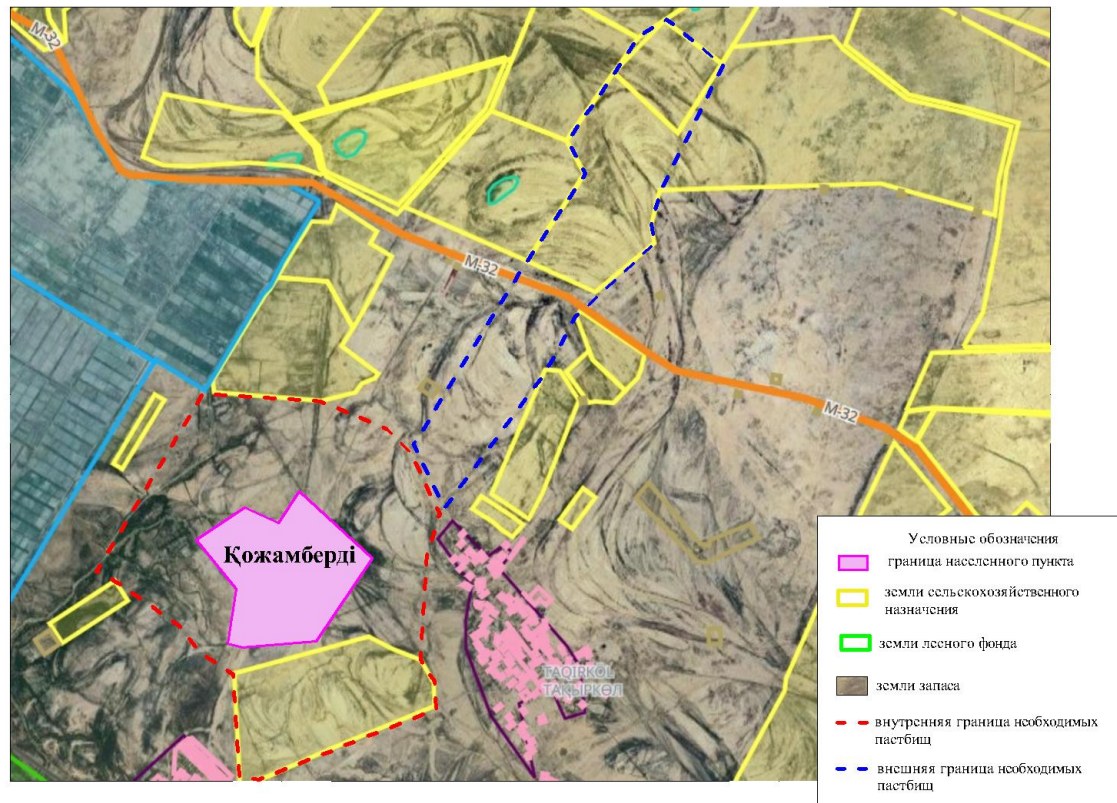 М-32
М-32
М-32
Қожамберді
TAQIRKÓL
ТАҚЫРКӨЛ
Условные обозначения
граница населенного пункта
земли сельскохозяйственного
назначения
земли лесного фонда
земли запаса
внутренняя граница необходимых
пастбищ
внешняя граница необходимых
пастбищ